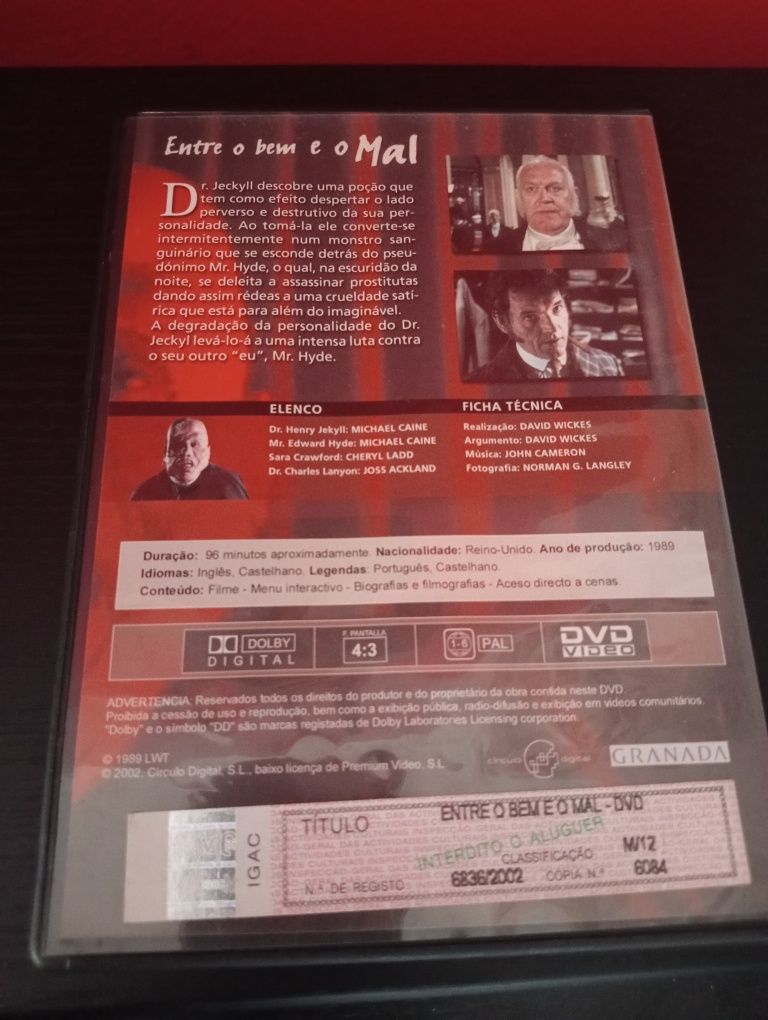 Entre o bem e o Mal
Dr. Jeckyll descobre uma poção que
tem como efeito despertar o lado
perverso e destrutivo da sua per-
sonalidade. Ao tomá-la ele converte-se
intermitentemente num monstro san-
guinário que se esconde detrás do pseu-
dónimo Mr. Hyde, o qual, na escuridão da
noite, se deleita a assassinar prostitutas
dando assim rédeas a uma crueldade satí-
rica que está para além do imaginável.
A degradação da personalidade do Dr.
Jeckyl levá-lo-á a uma intensa luta contra
o seu outro “eu”, Mr. Hyde.
ELENCO
Dr. Henry Jekyll: MICHAEL CAINE
Mr. Edward Hyde: MICHAEL CAINE
Sara Crawford: CHERYL LADD
Dr. Charles Lanyon: JOSS ACKLAND
FICHA TÉCNICA
Realização: DAVID WICKES
Argumento: DAVID WICKES
Música: JOHN CAMERON
Fotografia: NORMAN G. LANGLEY
Duração: 96 minutos aproximadamente. Nacionalidade: Reino-Unido. Ano de produção: 1989
Idiomas: Inglês, Castelhano. Legendas: Português, Castelhano.
Conteúdo: Filme - Menu interactivo - Biografias e filmografias - Aceso directo a cenas.
DOLBY
DIGITAL
F. PANTALLA
4:3
1-6 PAL
DVD
VIDEO
ADVERTENCIA: Reservados todos os direitos do produtor e do proprietário da obra contida neste DVD.
Proibida a cessão de uso e reprodução, bem como a exibição pública, radio-difusão e exibição em videos comunitários.
"Dolby" e o símbolo "DD" são marcas registadas de Dolby Laboratories Licensing corporation.
© 1989 LWT
© 2002. Círculo Digital, S.L., baixo licença de Premium Video, S.L
círculo digital
GRANADA
IGAC
TÍTULO ENTRE O BEM E O MAL - DVD
INTERDITO O ALUGUER
CLASSIFICAÇÃO M/12
N.º DE REGISTO 6836/2002 CÓPIA N.º 6084